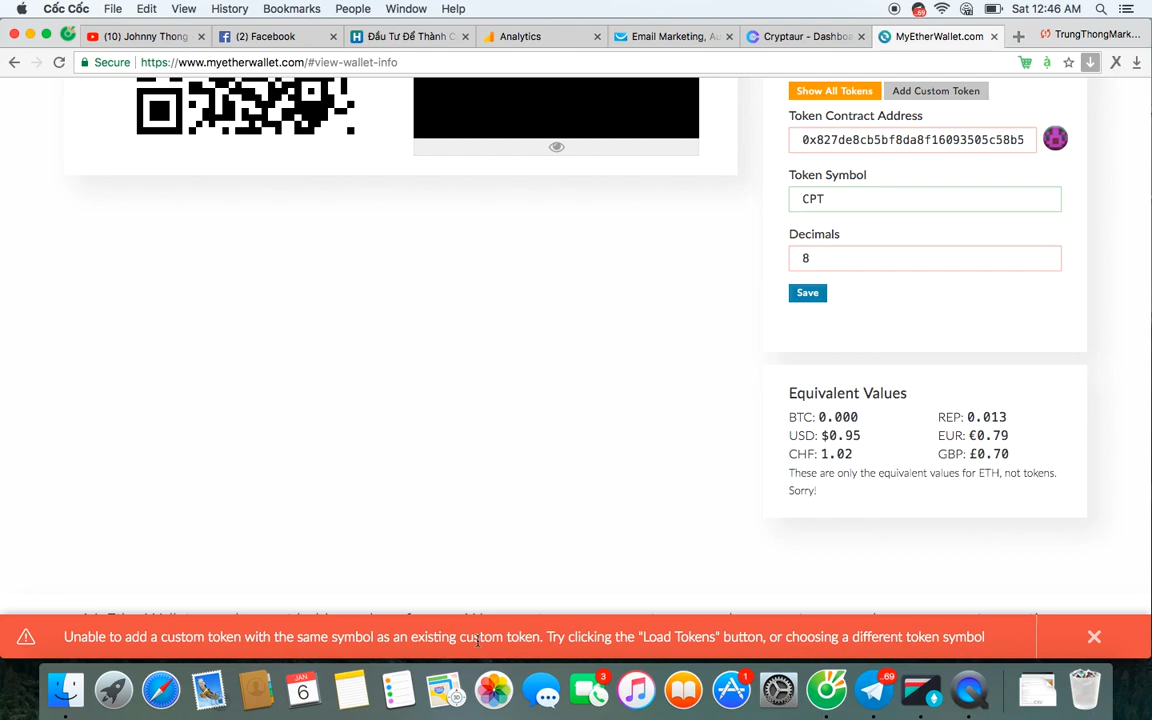 Cốc Cốc File Edit View History Bookmarks People Window Help Sat 12:46 AM
(10) Johnny Thong (2) Facebook Đầu Tư Để Thành C Analytics Email Marketing, Au Cryptaur - Dashboa MyEtherWallet.com TrungThongMark...
Secure https://www.myetherwallet.com/#view-wallet-info
Show All Tokens Add Custom Token
Token Contract Address
0x827de8cb5bf8da8f16093505c58b5
Token Symbol
CPT
Decimals
8
Save
Equivalent Values
BTC: 0.000 REP: 0.013
USD: $0.95 EUR: €0.79
CHF: 1.02 GBP: £0.70
These are only the equivalent values for ETH, not tokens.
Sorry!
Unable to add a custom token with the same symbol as an existing custom token. Try clicking the "Load Tokens" button, or choosing a different token symbol
JAN
6
3
1
.69